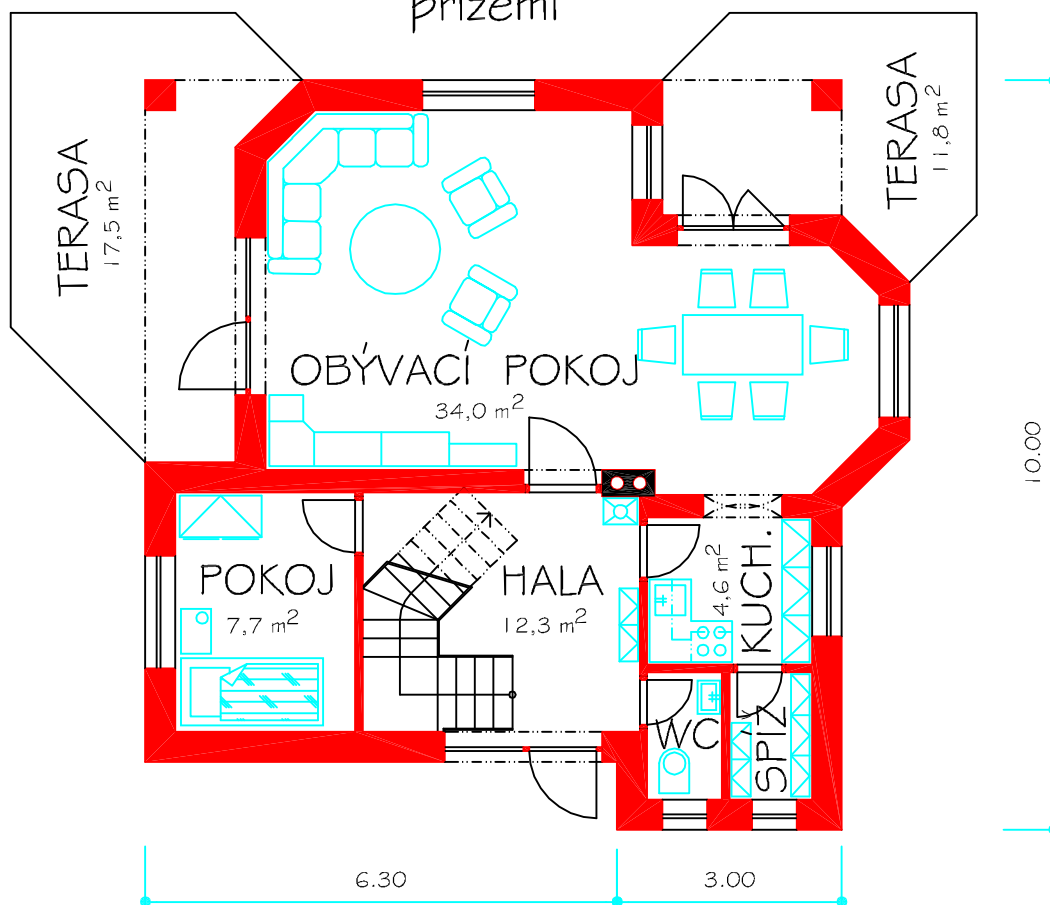 přízemí
TERASA
17,5 m²
TERASA
11,8 m²
OBÝVACÍ POKOJ
34,0 m²
10.00
POKOJ
7,7 m²
HALA
12,3 m²
KUCH.
4,6 m²
WC
SPÍŽ
6.30
3.00